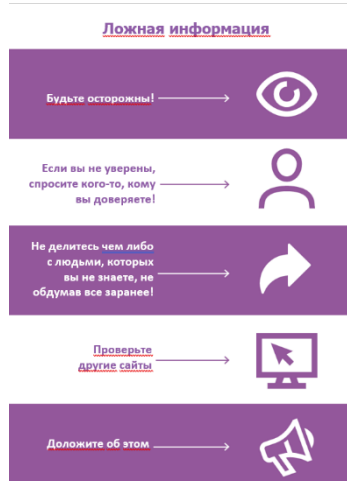 Ложная информация
Будьте осторожны!
Если вы не уверены,
спросите кого-то, кому
вы доверяете!
Не делитесь чем либо
с людьми, которых
вы не знаете, не
обдумав все заранее!
Проверьте
другие сайты
Доложите об этом